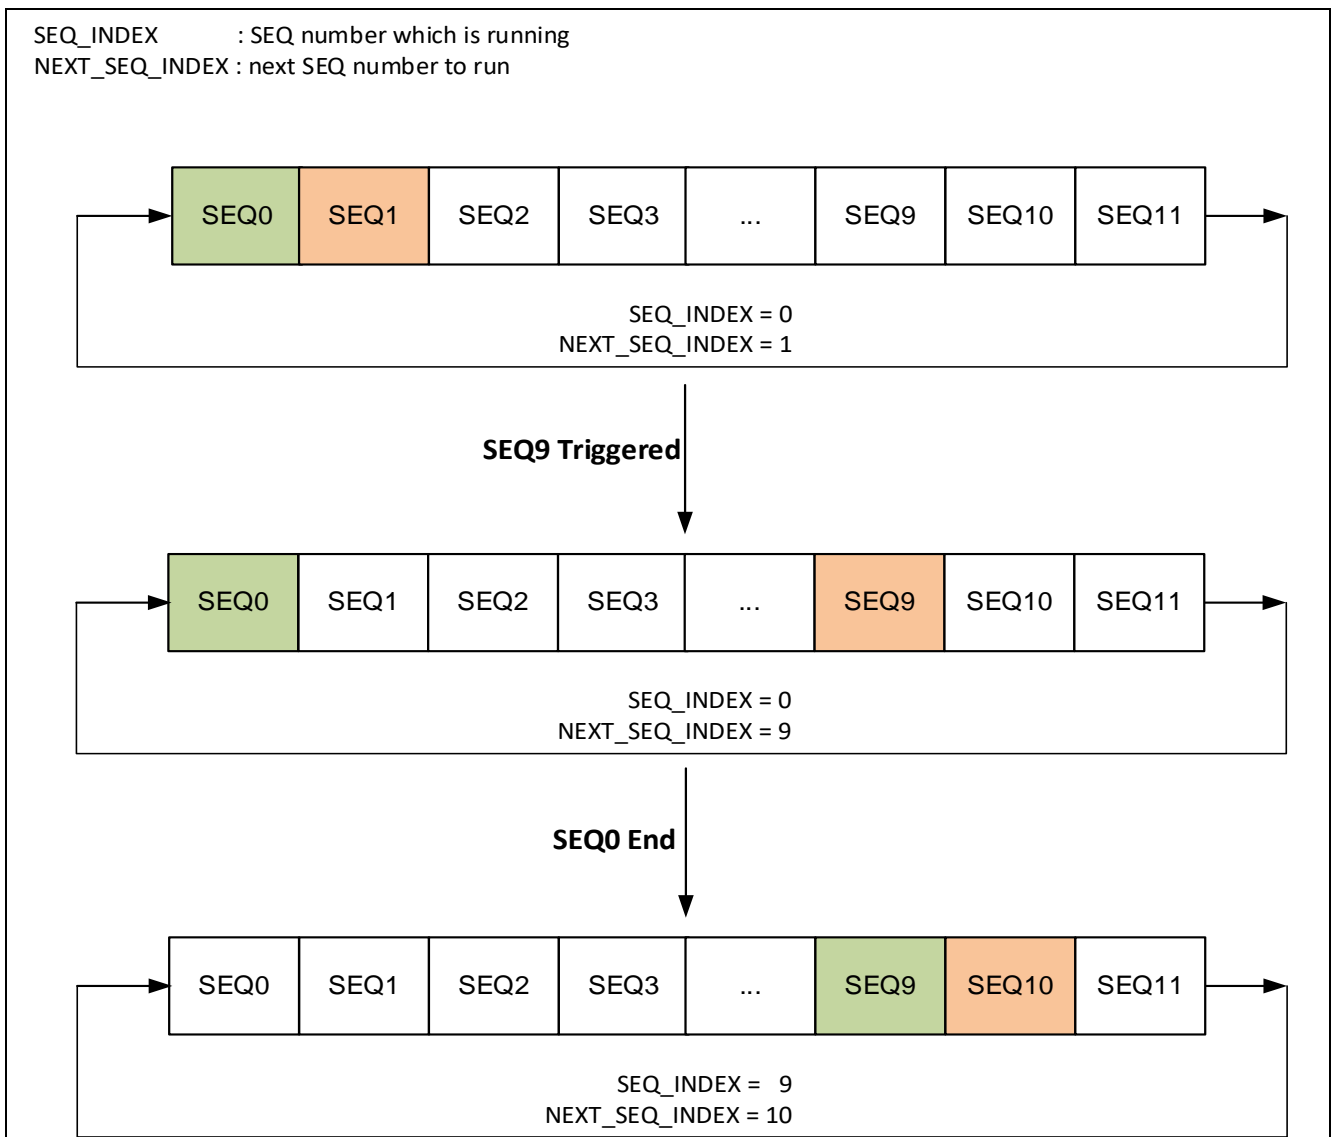 SEQ_INDEX : SEQ number which is running
NEXT_SEQ_INDEX : next SEQ number to run
SEQ0 SEQ1 SEQ2 SEQ3 ... SEQ9 SEQ10 SEQ11
SEQ_INDEX = 0
NEXT_SEQ_INDEX = 1
SEQ9 Triggered
SEQ0 SEQ1 SEQ2 SEQ3 ... SEQ9 SEQ10 SEQ11
SEQ_INDEX = 0
NEXT_SEQ_INDEX = 9
SEQ0 End
SEQ0 SEQ1 SEQ2 SEQ3 ... SEQ9 SEQ10 SEQ11
SEQ_INDEX = 9
NEXT_SEQ_INDEX = 10